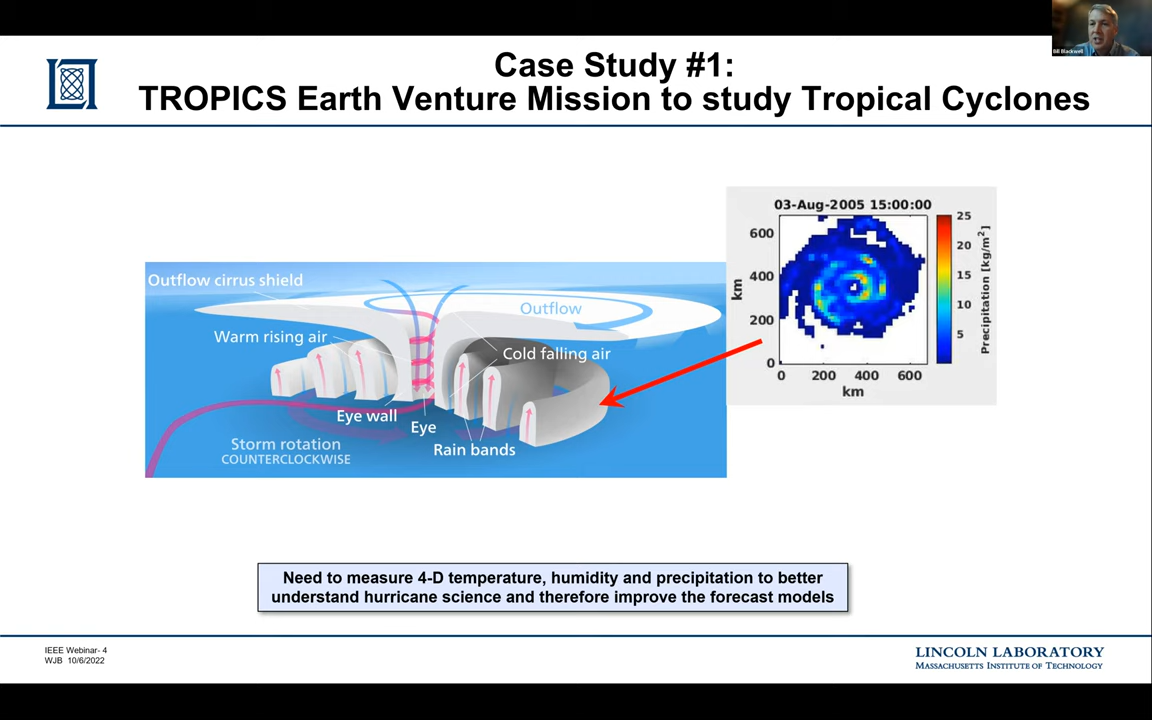 Bill Blackwell
Case Study #1:
TROPICS Earth Venture Mission to study Tropical Cyclones
Outflow cirrus shield
Outflow
Warm rising air
Cold falling air
Eye wall
Eye
Rain bands
Storm rotation
COUNTERCLOCKWISE
03-Aug-2005 15:00:00
600
400
200
0
km
0 200 400 600
km
25
20
15
10
5
Precipitation [kg/m²]
Need to measure 4-D temperature, humidity and precipitation to better
understand hurricane science and therefore improve the forecast models
IEEE Webinar- 4
WJB 10/6/2022
LINCOLN LABORATORY
MASSACHUSETTS INSTITUTE OF TECHNOLOGY